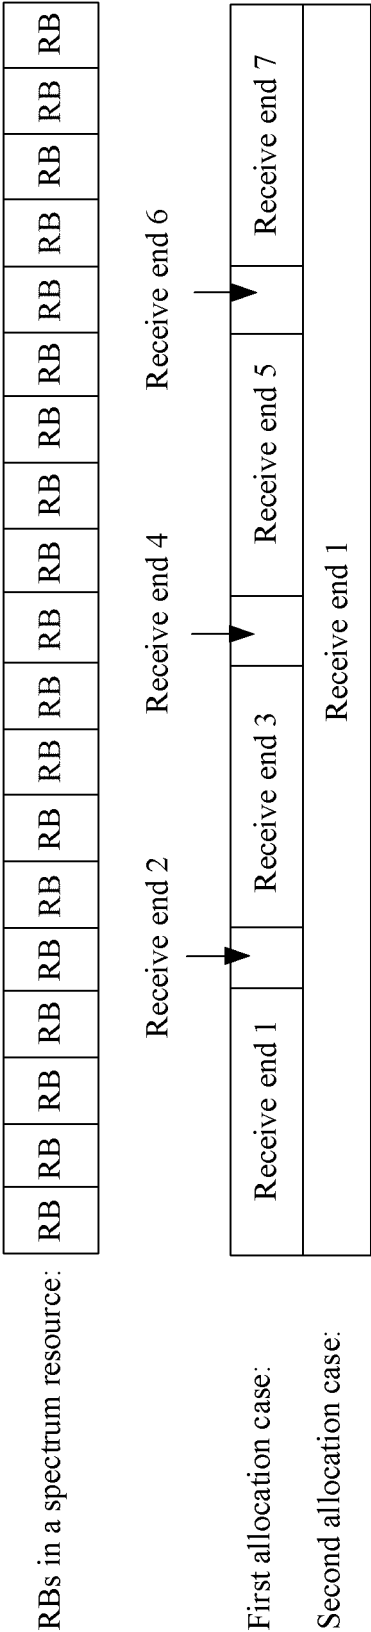 RBs in a spectrum resource: RB RB RB RB RB RB RB RB RB RB RB RB RB RB RB RB RB RB RB
Receive end 2 Receive end 4 Receive end 6
First allocation case: Receive end 1 Receive end 3 Receive end 5 Receive end 7
Second allocation case: Receive end 1